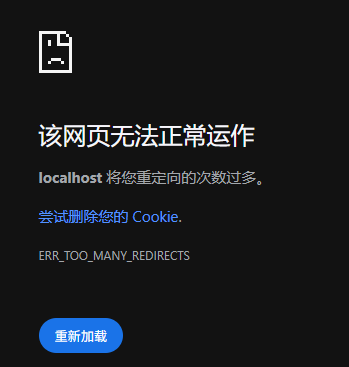 该网页无法正常运作
localhost 将您重定向的次数过多。
尝试删除您的 Cookie.
ERR_TOO_MANY_REDIRECTS
重新加载